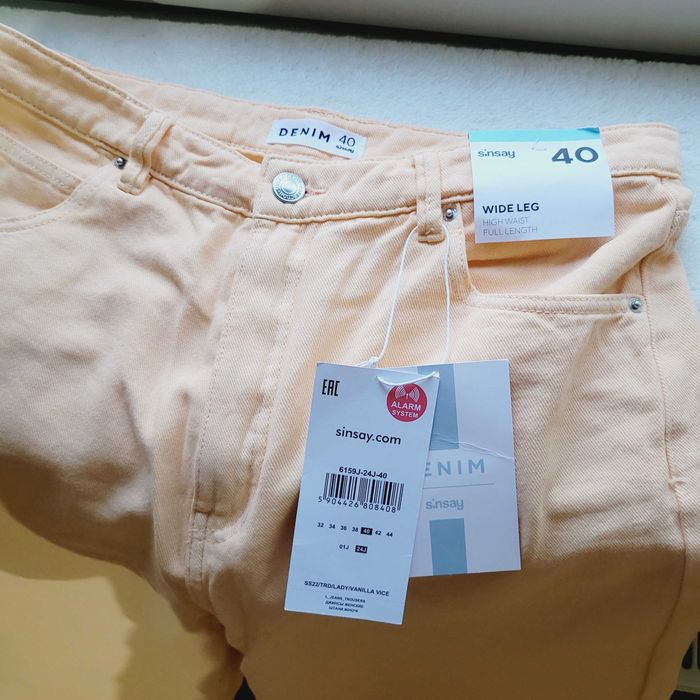 DENIM 40
sinsay
sinsay 40
WIDE LEG
HIGH WAIST
FULL LENGTH
EAC
ALARM
SYSTEM
sinsay.com
6159J-24J-40
5 904426 808408
32 34 36 38 40 42 44
01J 24J
SS22/TRD/LADY/VANILLA VICE
L_JEANS_TROUSERS
ДЖИНСЫ ЖЕНСКИЕ
ШТАНИ ЖІНОЧІ
ENIM
sinsay